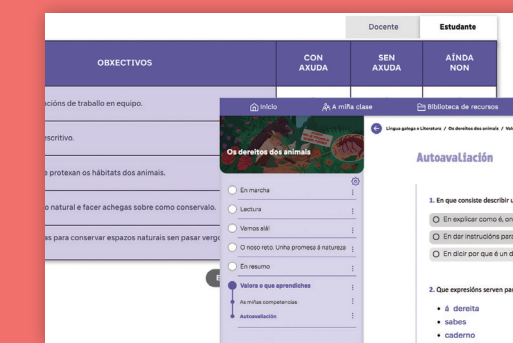 Docente Estudante
OBXECTIVOS CON AXUDA SEN AXUDA AÍNDA NON
cións de traballo en equipo.
escritivo.
protexan os hábitats dos animais.
o natural e facer achegas sobre como conservalo.
as para conservar espazos naturais sen pasar vergo
E
Inicio A miña clase Biblioteca de recursos
Os dereitos dos animais
En marcha
Lectura
Vamos alá!
O noso reto. Unha promesa á natureza
En resumo
Valora o que aprendiches
As miñas competencias
Autoavaliación
Lingua galega e Literatura / Os dereitos dos animais / Valo
Autoavaliación
1. En que consiste describir u
En explicar como é, on
En dar instrucións para
En dicir por que é un d
2. Que expresións serven par
á dereita
sabes
caderno